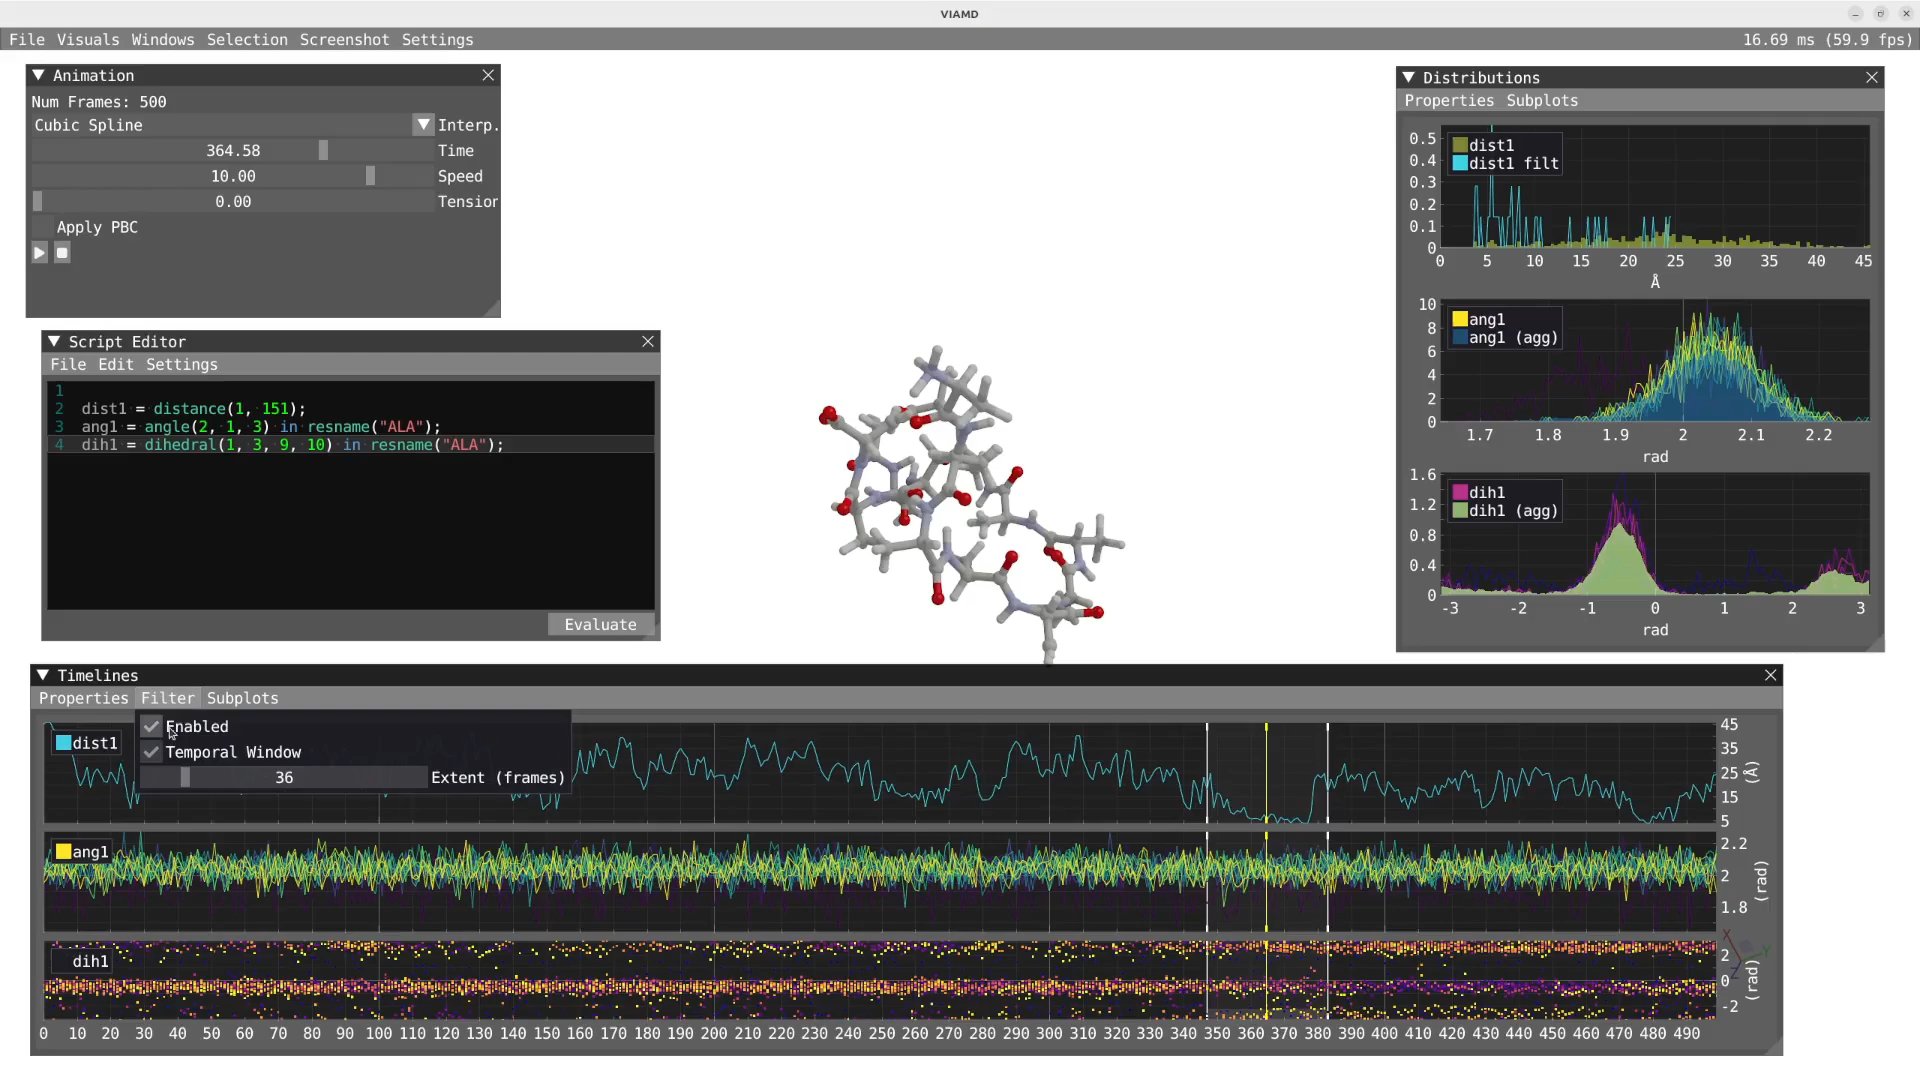 VIAMD
File Visuals Windows Selection Screenshot Settings
16.69 ms (59.9 fps)
Animation
Num Frames: 500
Cubic Spline Interp.
364.58 Time
10.00 Speed
0.00 Tension
Apply PBC
Script Editor
File Edit Settings
1
2 dist1 = distance(1, 151);
3 ang1 = angle(2, 1, 3) in resname("ALA");
4 dih1 = dihedral(1, 3, 9, 10) in resname("ALA");
Evaluate
Distributions
Properties Subplots
dist1
dist1 filt
0.5
0.4
0.3
0.2
0.1
0
0 5 10 15 20 25 30 35 40 45
Å
ang1
ang1 (agg)
10
8
6
4
2
0
1.7 1.8 1.9 2 2.1 2.2
rad
dih1
dih1 (agg)
1.6
1.2
0.8
0.4
0
-3 -2 -1 0 1 2 3
rad
Timelines
Properties Filter Subplots
Enabled
Temporal Window
36 Extent (frames)
dist1
45
35
25
15
5
(Å)
ang1
2.2
2
1.8
(rad)
dih1
X
Y
2
0
-2
(rad)
0 10 20 30 40 50 60 70 80 90 100 110 120 130 140 150 160 170 180 190 200 210 220 230 240 250 260 270 280 290 300 310 320 330 340 350 360 370 380 390 400 410 420 430 440 450 460 470 480 490